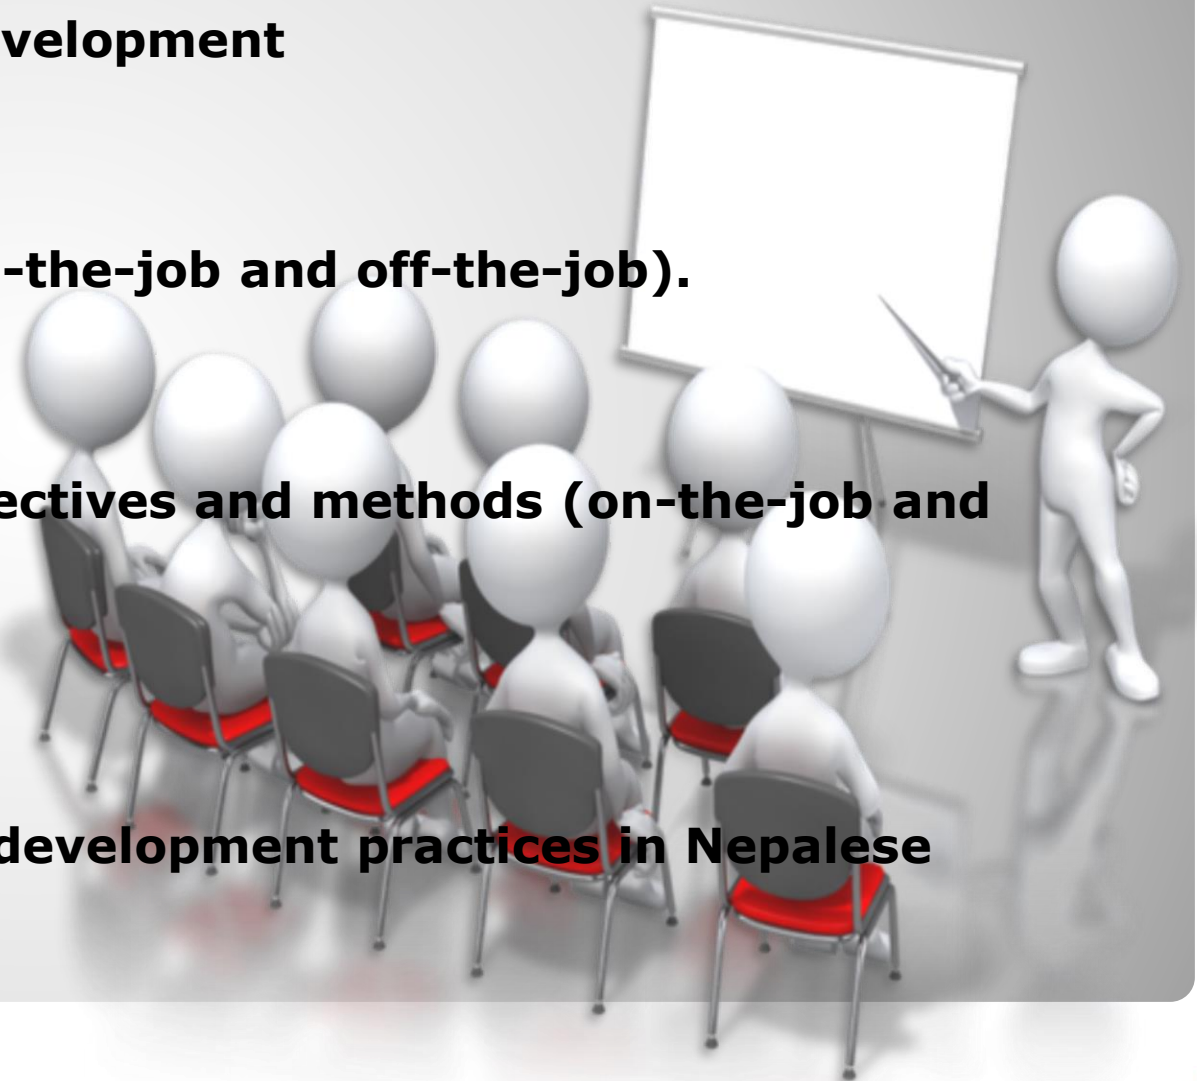 velopment
-the-job and off-the-job).
ectives and methods (on-the-job and
development practices in Nepalese